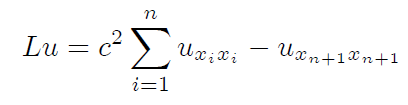 Lu = c^2 \sum_{i=1}^{n} u_{x_i x_i} - u_{x_{n+1} x_{n+1}}